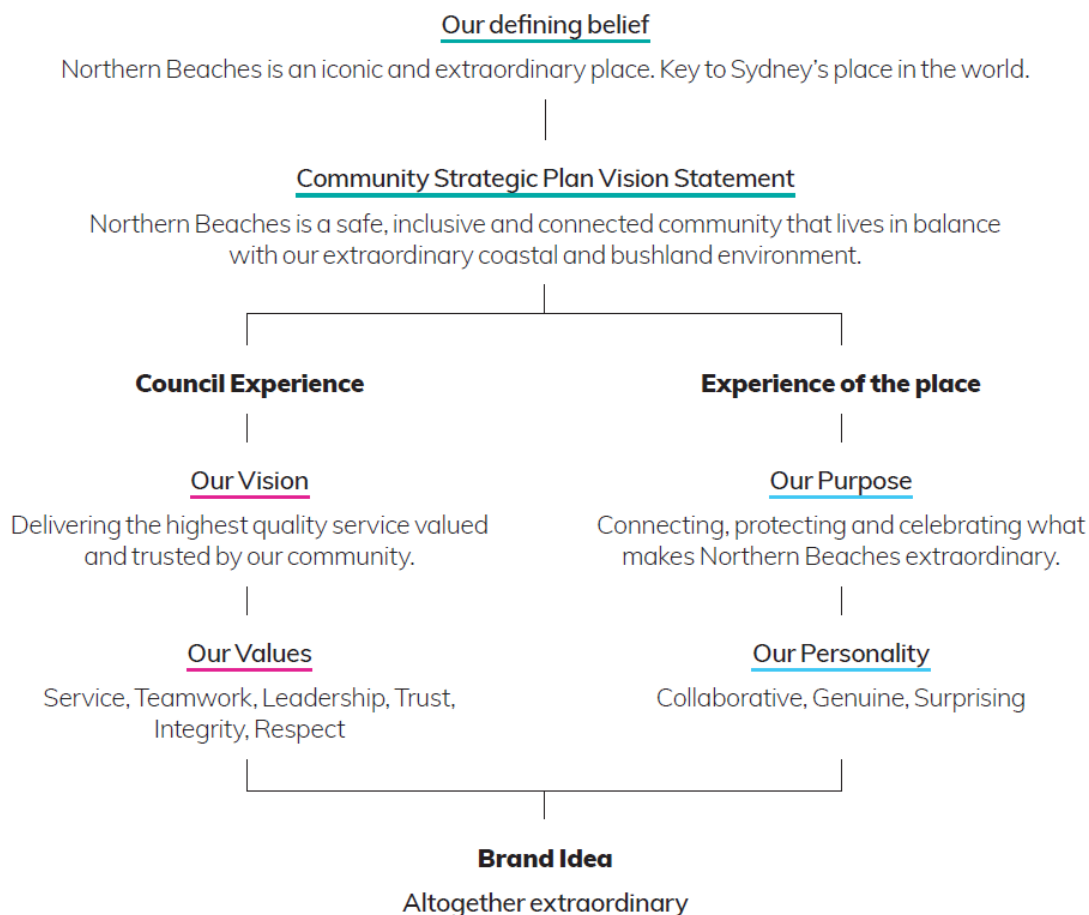 Our defining belief
Northern Beaches is an iconic and extraordinary place. Key to Sydney's place in the world.
Community Strategic Plan Vision Statement
Northern Beaches is a safe, inclusive and connected community that lives in balance
with our extraordinary coastal and bushland environment.
Council Experience
Our Vision
Delivering the highest quality service valued
and trusted by our community.
Our Values
Service, Teamwork, Leadership, Trust,
Integrity, Respect
Experience of the place
Our Purpose
Connecting, protecting and celebrating what
makes Northern Beaches extraordinary.
Our Personality
Collaborative, Genuine, Surprising
Brand Idea
Altogether extraordinary